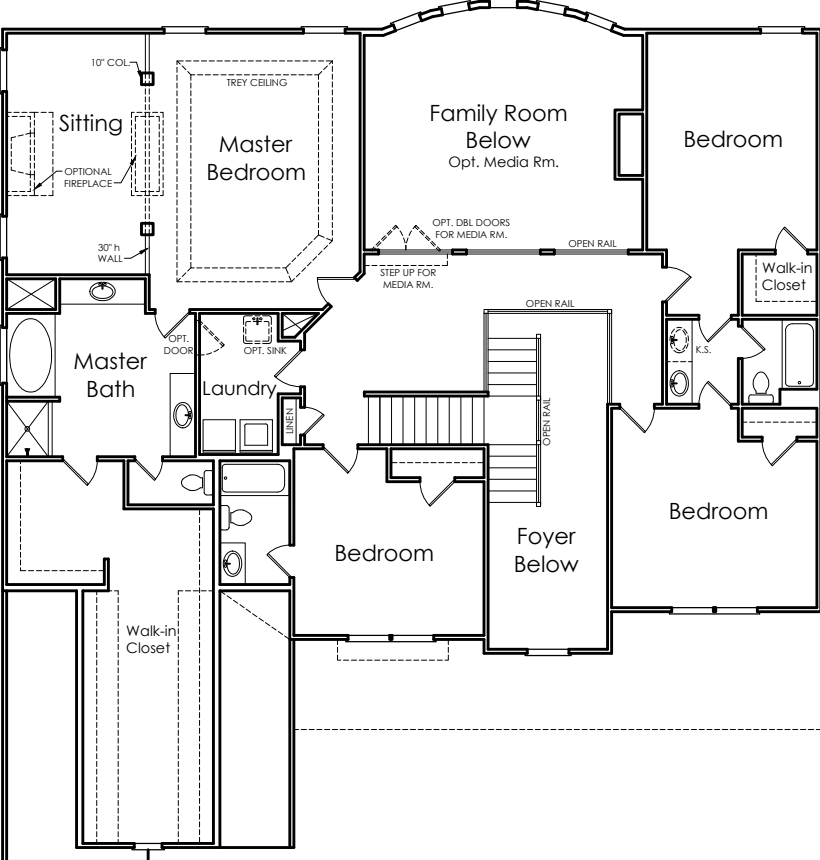 10" COL.
TREY CEILING
Sitting
OPTIONAL
FIREPLACE
30" h
WALL
Master
Bedroom
Family Room
Below
Opt. Media Rm.
OPT. DBL DOORS
FOR MEDIA RM.
OPEN RAIL
STEP UP FOR
MEDIA RM.
Bedroom
Walk-in
Closet
OPEN RAIL
OPT.
DOOR
OPT. SINK
K.S.
Master
Bath
Laundry
LINEN
OPEN RAIL
Bedroom
Foyer
Below
Bedroom
Walk-in
Closet